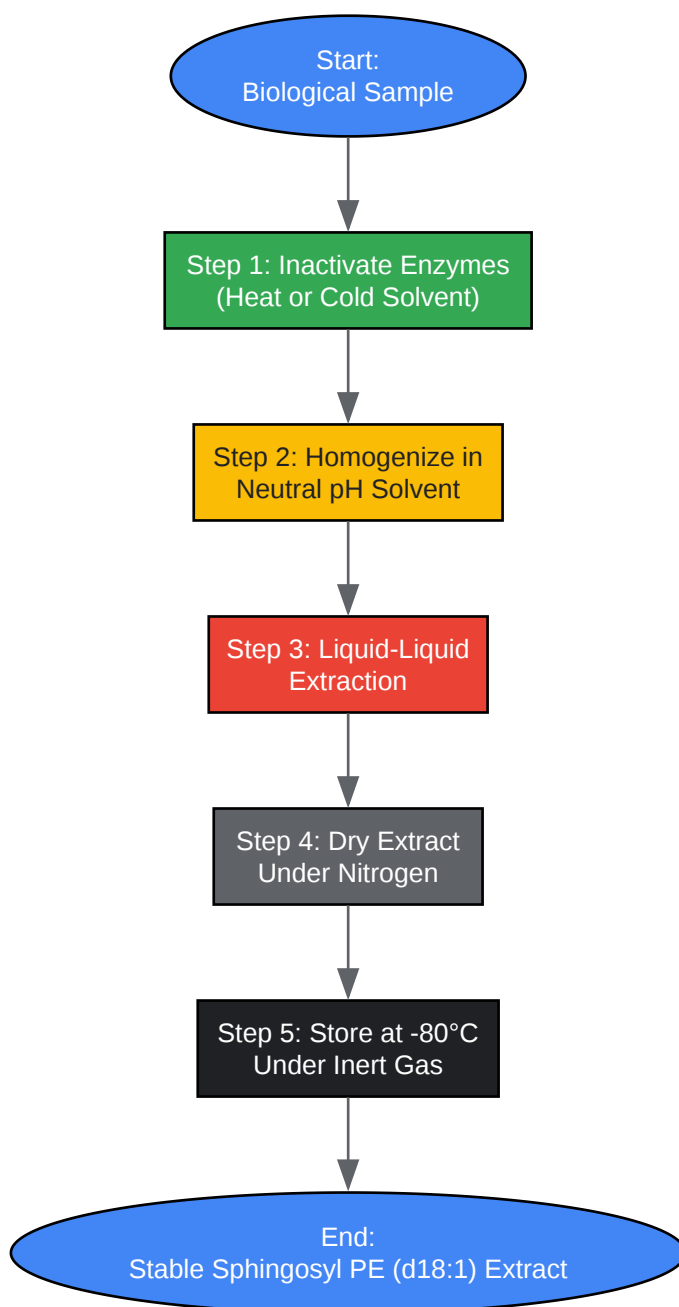 Start:
Biological Sample
Step 1: Inactivate Enzymes
(Heat or Cold Solvent)
Step 2: Homogenize in
Neutral pH Solvent
Step 3: Liquid-Liquid
Extraction
Step 4: Dry Extract
Under Nitrogen
Step 5: Store at -80°C
Under Inert Gas
End:
Stable Sphingosyl PE (d18:1) Extract